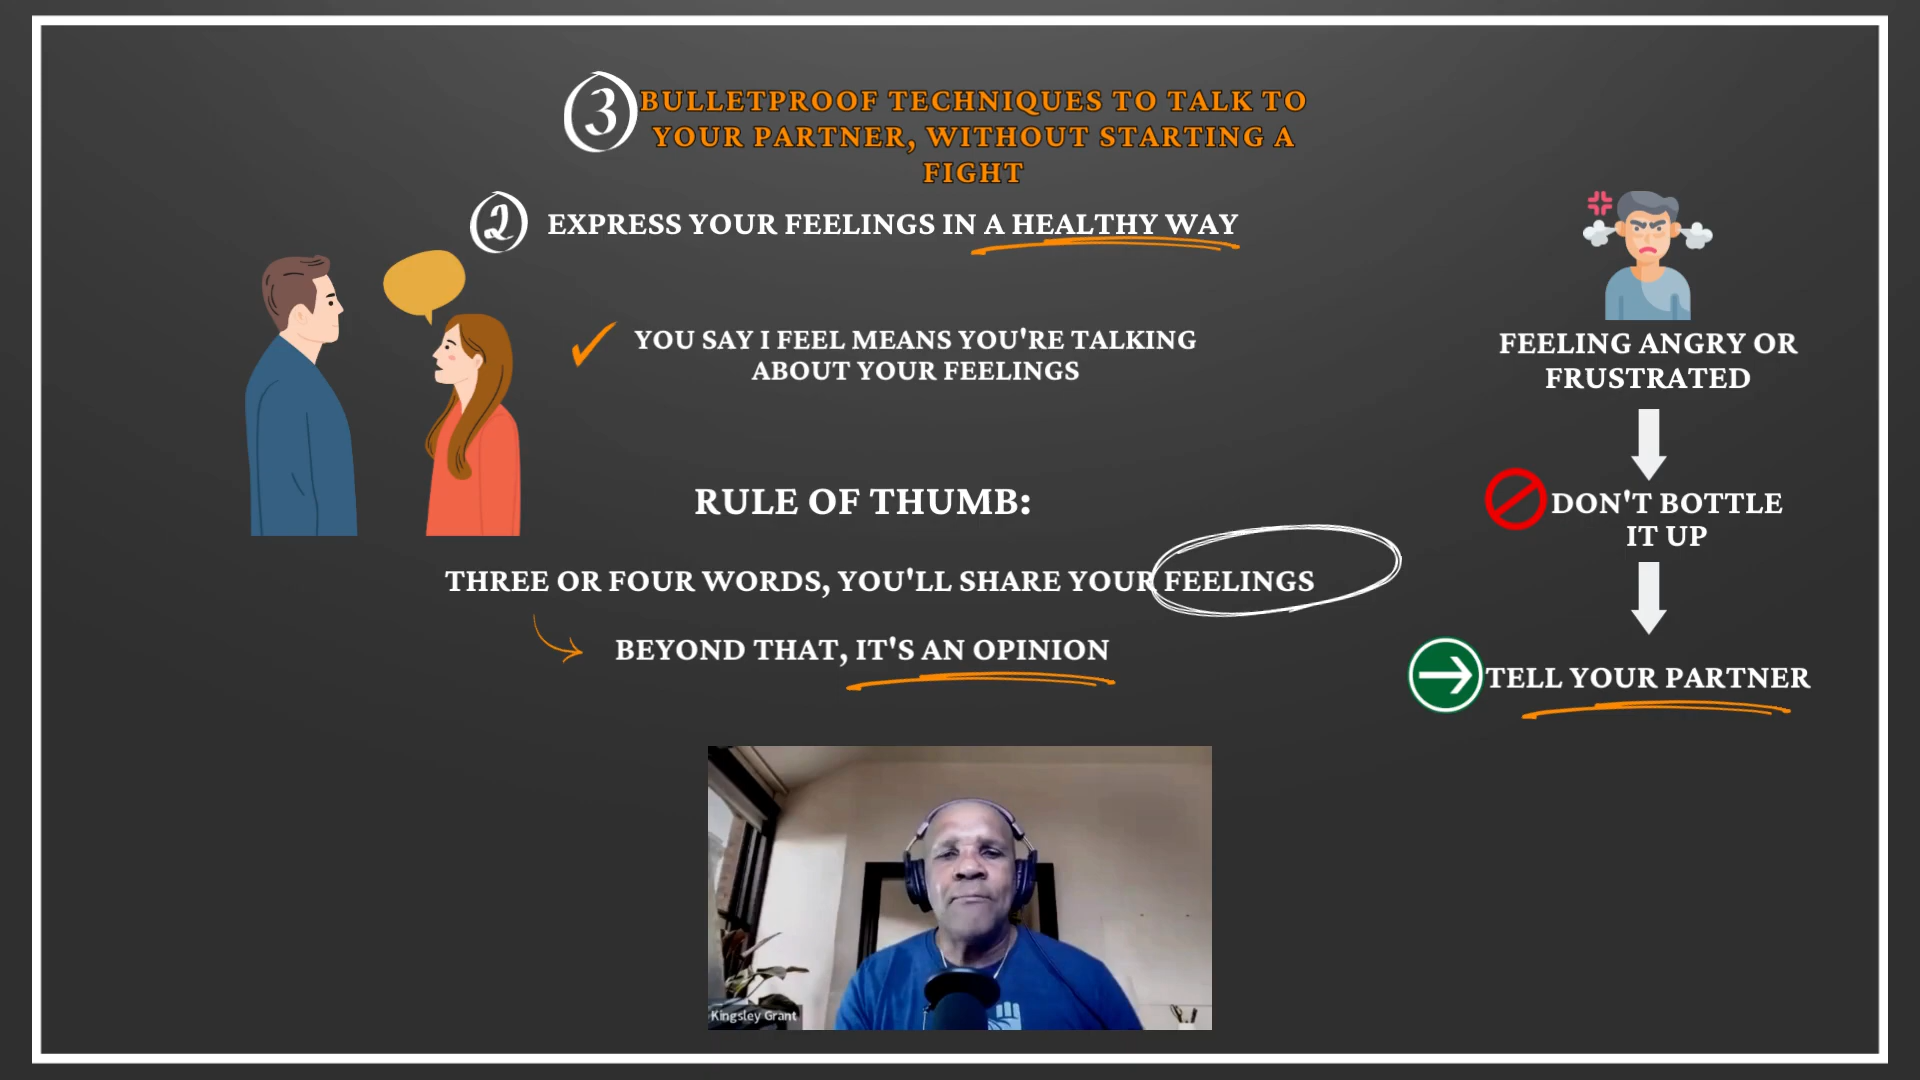 3 BULLETPROOF TECHNIQUES TO TALK TO
YOUR PARTNER, WITHOUT STARTING A
FIGHT
2 EXPRESS YOUR FEELINGS IN A HEALTHY WAY
YOU SAY I FEEL MEANS YOU'RE TALKING
ABOUT YOUR FEELINGS
RULE OF THUMB:
THREE OR FOUR WORDS, YOU'LL SHARE YOUR FEELINGS
BEYOND THAT, IT'S AN OPINION
FEELING ANGRY OR
FRUSTRATED
DON'T BOTTLE
IT UP
TELL YOUR PARTNER
Kingsley Grant